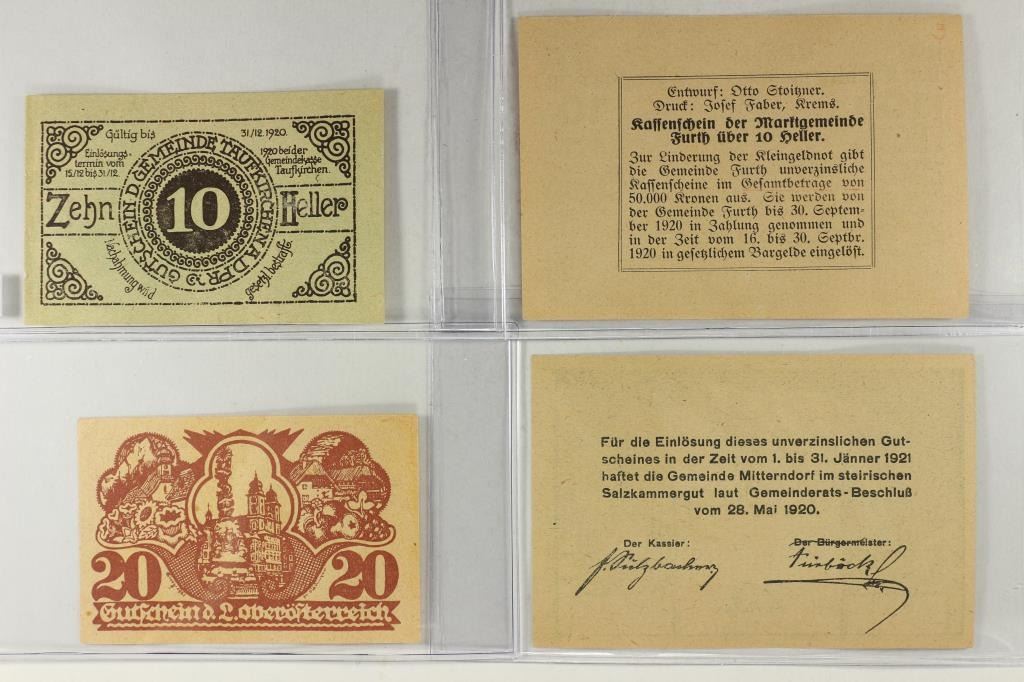 Gültig bis
31/12. 1920.
Einlösungs-
termin vom
15./12 bis 31/12.
1920 bei der
Gemeindekasse
Taufkirchen.
GUTSCHEIN D. GEMEINDE TAUFKIRCHEN A.D.PR.
Zehn
10
Heller
Nachahmung wird
gesetzl. bestraft.
Entwurf: Otto Stoitzner.
Druck: Josef Faber, Krems.
Kassenschein der Marktgemeinde
Furth über 10 Heller.
Zur Linderung der Kleingeldnot gibt
die Gemeinde Furth unverzinsliche
Kassenscheine im Gesamtbetrage von
50.000 Kronen aus. Sie werden von
der Gemeinde Furth bis 30. Septem-
ber 1920 in Zahlung genommen und
in der Zeit vom 16. bis 30. Septbr.
1920 in gesetzlichem Bargelde eingelöst.
20
20
Gutschein d. L. oberösterreich
Für die Einlösung dieses unverzinslichen Gut-
scheines in der Zeit vom 1. bis 31. Jänner 1921
haftet die Gemeinde Mitterndorf im steirischen
Salzkammergut laut Gemeinderats-Beschluß
vom 28. Mai 1920.
Der Kassier:
Der Bürgermeister: